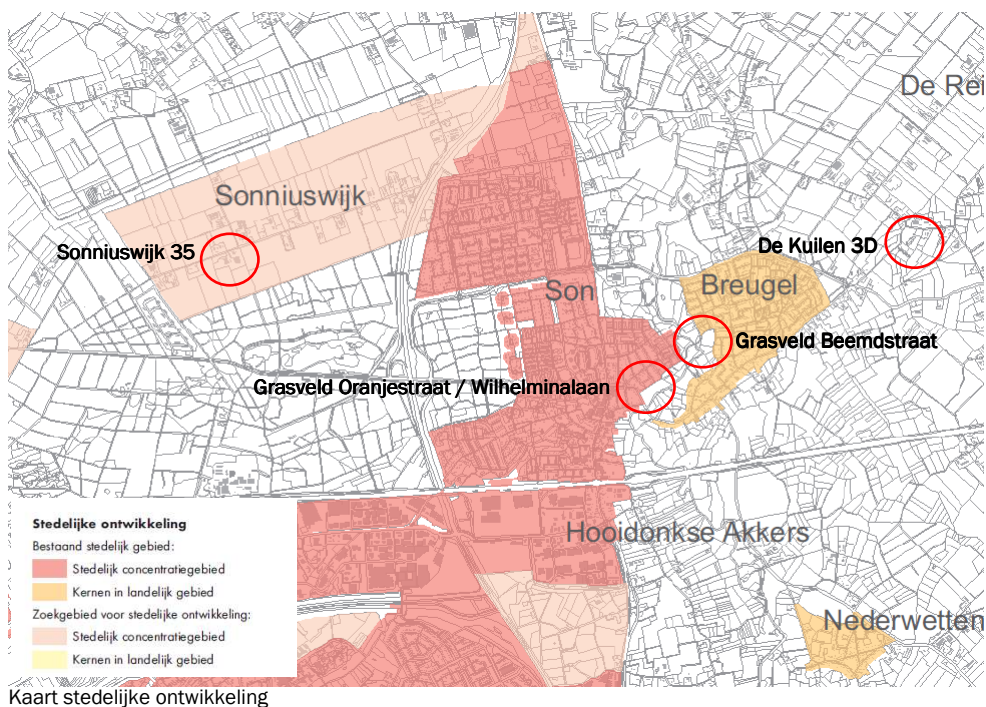 De Rei
Sonniuswijk
Sonniuswijk 35
De Kuilen 3D
Son
Breugel
Grasveld Beemdstraat
Grasveld Oranjestraat / Wilhelminalaan
Hooidonkse Akkers
Nederwetten
Stedelijke ontwikkeling
Bestaand stedelijk gebied:
Stedelijk concentratiegebied
Kernen in landelijk gebied
Zoekgebied voor stedelijke ontwikkeling:
Stedelijk concentratiegebied
Kernen in landelijk gebied
Kaart stedelijke ontwikkeling